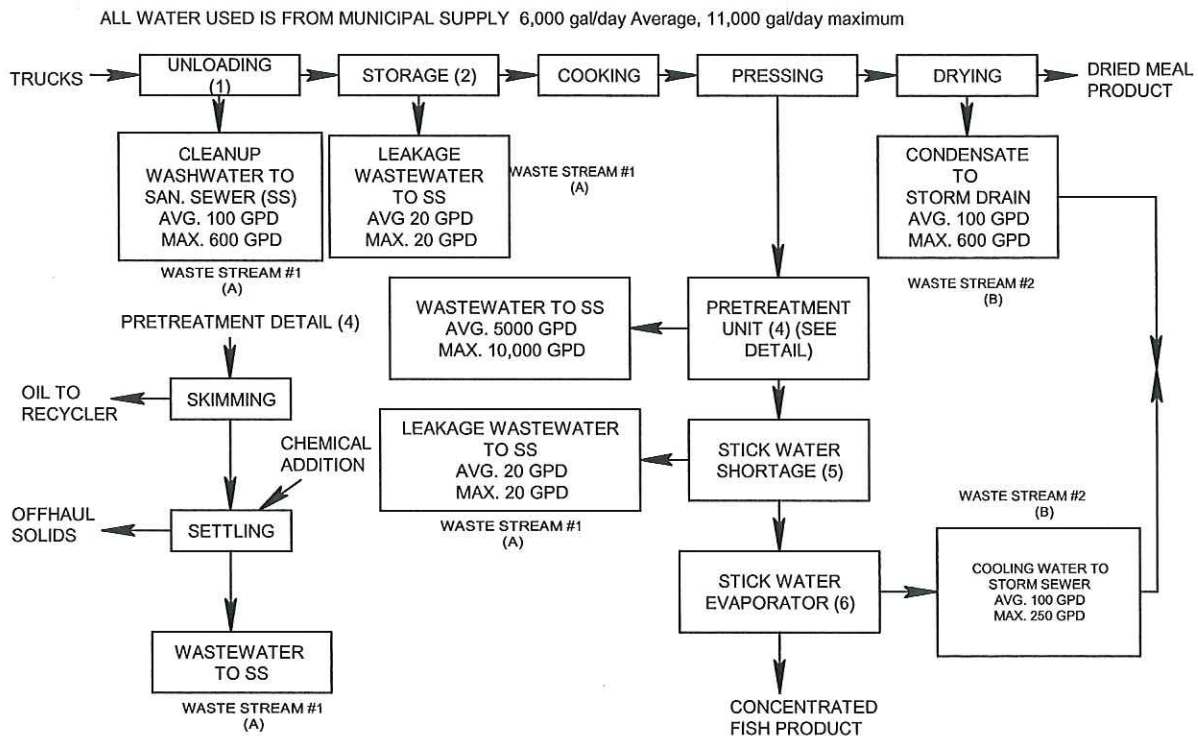 ALL WATER USED IS FROM MUNICIPAL SUPPLY 6,000 gal/day Average, 11,000 gal/day maximum
TRUCKS
UNLOADING
(1)
STORAGE (2)
COOKING
PRESSING
DRYING
DRIED MEAL
PRODUCT
CLEANUP
WASHWATER TO
SAN. SEWER (SS)
AVG. 100 GPD
MAX. 600 GPD
WASTE STREAM #1
(A)
LEAKAGE
WASTEWATER
TO SS
AVG 20 GPD
MAX. 20 GPD
WASTE STREAM #1
(A)
CONDENSATE
TO
STORM DRAIN
AVG. 100 GPD
MAX. 600 GPD
WASTE STREAM #2
(B)
PRETREATMENT DETAIL (4)
WASTEWATER TO SS
AVG. 5000 GPD
MAX. 10,000 GPD
PRETREATMENT
UNIT (4) (SEE
DETAIL)
OIL TO
RECYCLER
SKIMMING
CHEMICAL
ADDITION
LEAKAGE WASTEWATER
TO SS
AVG. 20 GPD
MAX. 20 GPD
WASTE STREAM #1
(A)
STICK WATER
SHORTAGE (5)
OFFHAUL
SOLIDS
SETTLING
WASTE STREAM #2
(B)
STICK WATER
EVAPORATOR (6)
COOLING WATER TO
STORM SEWER
AVG. 100 GPD
MAX. 250 GPD
WASTEWATER
TO SS
WASTE STREAM #1
(A)
CONCENTRATED
FISH PRODUCT